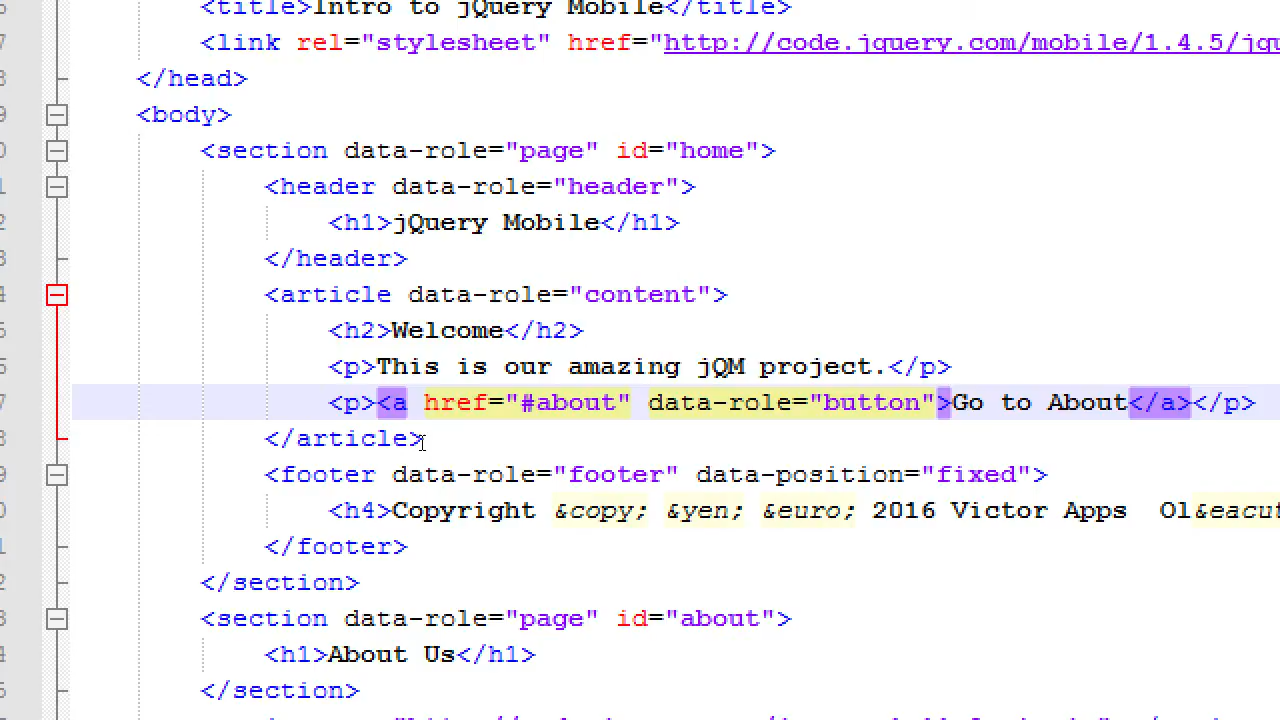 <title>Intro to jQuery Mobile</title>
<link rel="stylesheet" href="http://code.jquery.com/mobile/1.4.5/jqu
</head>
<body>
<section data-role="page" id="home">
<header data-role="header">
<h1>jQuery Mobile</h1>
</header>
<article data-role="content">
<h2>Welcome</h2>
<p>This is our amazing jQM project.</p>
<p><a href="#about" data-role="button">Go to About</a></p>
</article>
<footer data-role="footer" data-position="fixed">
<h4>Copyright &copy; &yen; &euro; 2016 Victor Apps  Ol&eacut
</footer>
</section>
<section data-role="page" id="about">
<h1>About Us</h1>
</section>